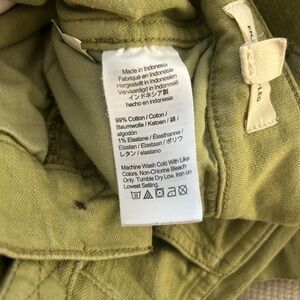 Made in Indonesia
Fabriqué en Indonésie
Hergestellt in Indonesien
Vervaardigd in Indonesië
インドネシア製
hecho en Indonesia
99% Cotton / Coton /
Baumwolle / Katoen / 綿 /
algodón
1% Elastane / Élasthanne /
Elastan / Elastaan / ポリウ
レタン / elastano
Machine Wash Cold With Like
Colors. Non-Chlorine Bleach
Only. Tumble Dry Low. Iron on
Lowest Setting.